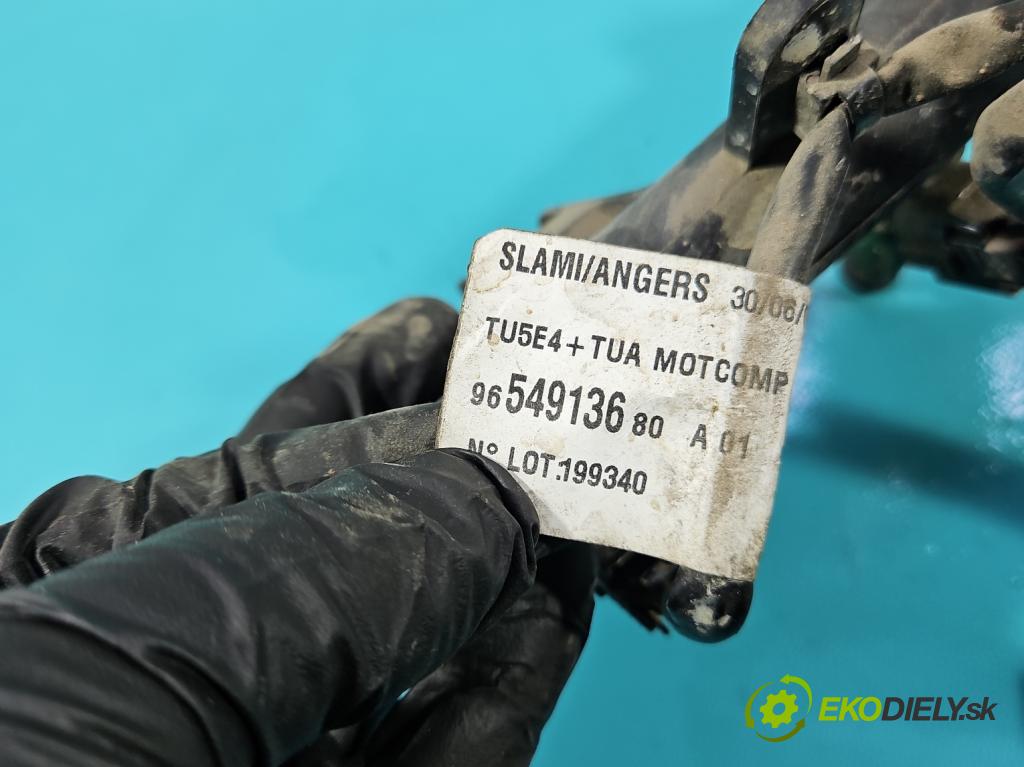 SLAMI/ANGERS 30/06/
TU5E4+TUA MOTCOMP
96 549136 80 A 01
N° LOT:199340
EKODIELY.sk